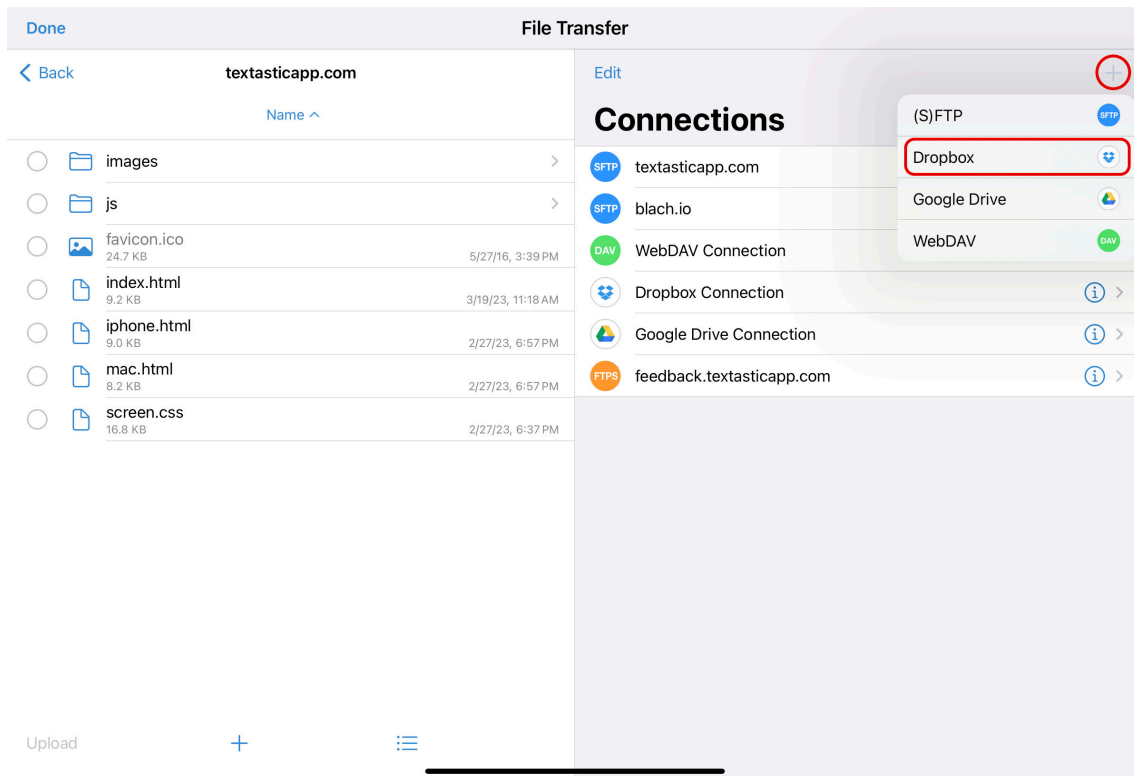 Done
File Transfer
Back
textasticapp.com
Name
images
js
favicon.ico
24.7 KB
5/27/16, 3:39 PM
index.html
9.2 KB
3/19/23, 11:18 AM
iphone.html
9.0 KB
2/27/23, 6:57 PM
mac.html
8.2 KB
2/27/23, 6:57 PM
screen.css
16.8 KB
2/27/23, 6:37 PM
Upload
Edit
Connections
SFTP textasticapp.com
SFTP blach.io
DAV WebDAV Connection
Dropbox Connection
Google Drive Connection
FTPS feedback.textasticapp.com
(S)FTP SFTP
Dropbox
Google Drive
WebDAV DAV